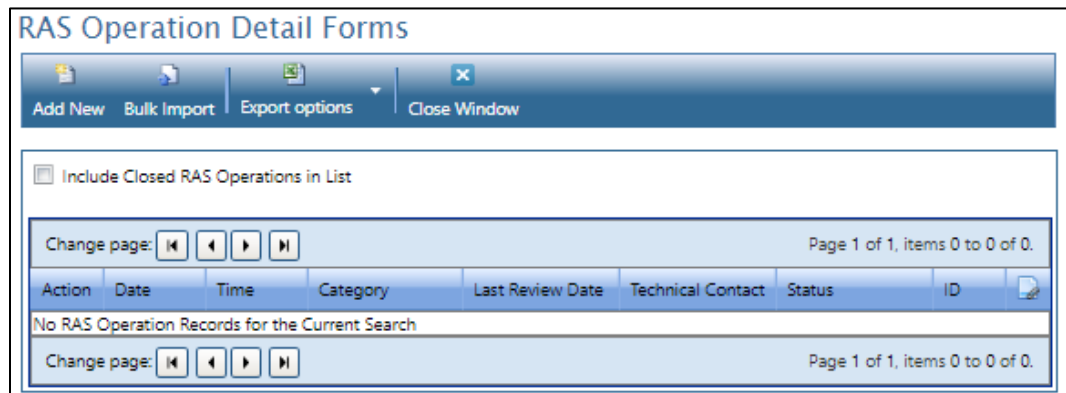 RAS Operation Detail Forms
Add New Bulk Import Export options Close Window
Include Closed RAS Operations in List
Change page: Page 1 of 1, items 0 to 0 of 0.
Action Date Time Category Last Review Date Technical Contact Status ID
No RAS Operation Records for the Current Search
Change page: Page 1 of 1, items 0 to 0 of 0.